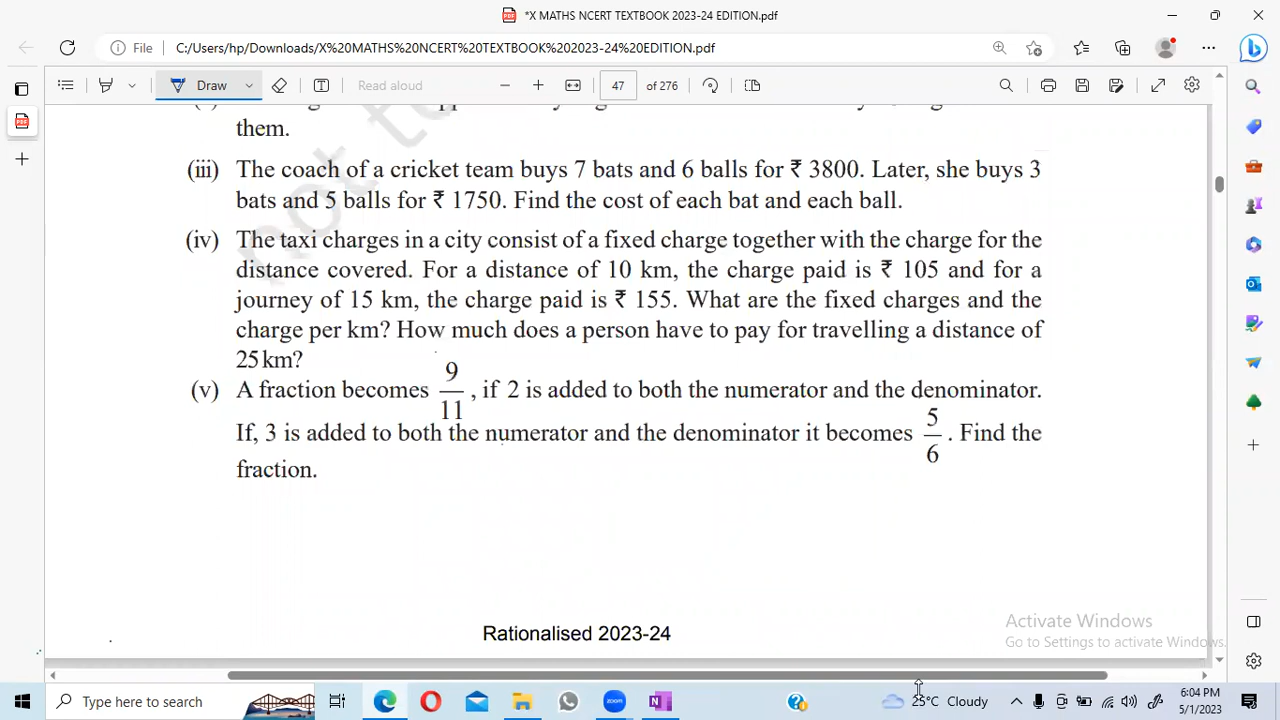 *X MATHS NCERT TEXTBOOK 2023-24 EDITION.pdf
File C:/Users/hp/Downloads/X%20MATHS%20NCERT%20TEXTBOOK%202023-24%20EDITION.pdf
Draw Read aloud 47 of 276
them.
(iii) The coach of a cricket team buys 7 bats and 6 balls for ₹ 3800. Later, she buys 3
bats and 5 balls for ₹ 1750. Find the cost of each bat and each ball.
(iv) The taxi charges in a city consist of a fixed charge together with the charge for the
distance covered. For a distance of 10 km, the charge paid is ₹ 105 and for a
journey of 15 km, the charge paid is ₹ 155. What are the fixed charges and the
charge per km? How much does a person have to pay for travelling a distance of
25 km?
(v) A fraction becomes 9/11, if 2 is added to both the numerator and the denominator.
If, 3 is added to both the numerator and the denominator it becomes 5/6. Find the
fraction.
Rationalised 2023-24
Activate Windows
Go to Settings to activate Windows.
Type here to search
25°C Cloudy
6:04 PM
5/1/2023